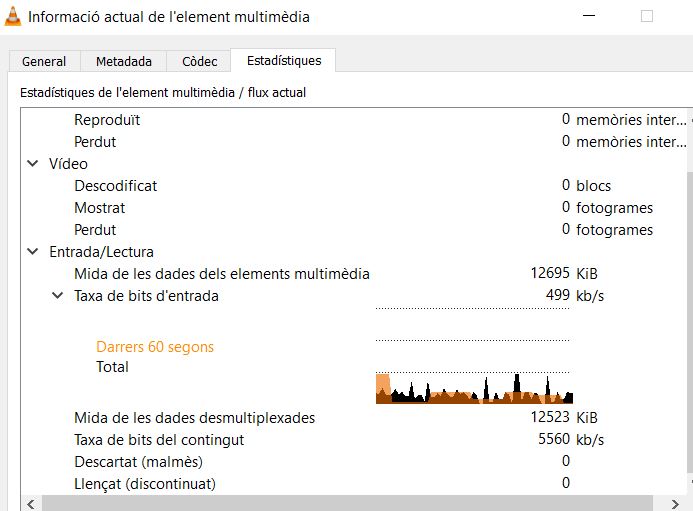 Informació actual de l'element multimèdia
General Metadada Còdec Estadístiques
Estadístiques de l'element multimèdia / flux actual
Reproduït 0 memòries inter...
Perdut 0 memòries inter...
Vídeo
Descodificat 0 blocs
Mostrat 0 fotogrames
Perdut 0 fotogrames
Entrada/Lectura
Mida de les dades dels elements multimèdia 12695 KiB
Taxa de bits d'entrada 499 kb/s
Darrers 60 segons
Total
Mida de les dades desmultiplexades 12523 KiB
Taxa de bits del contingut 5560 kb/s
Descartat (malmès) 0
Llençat (discontinuat) 0